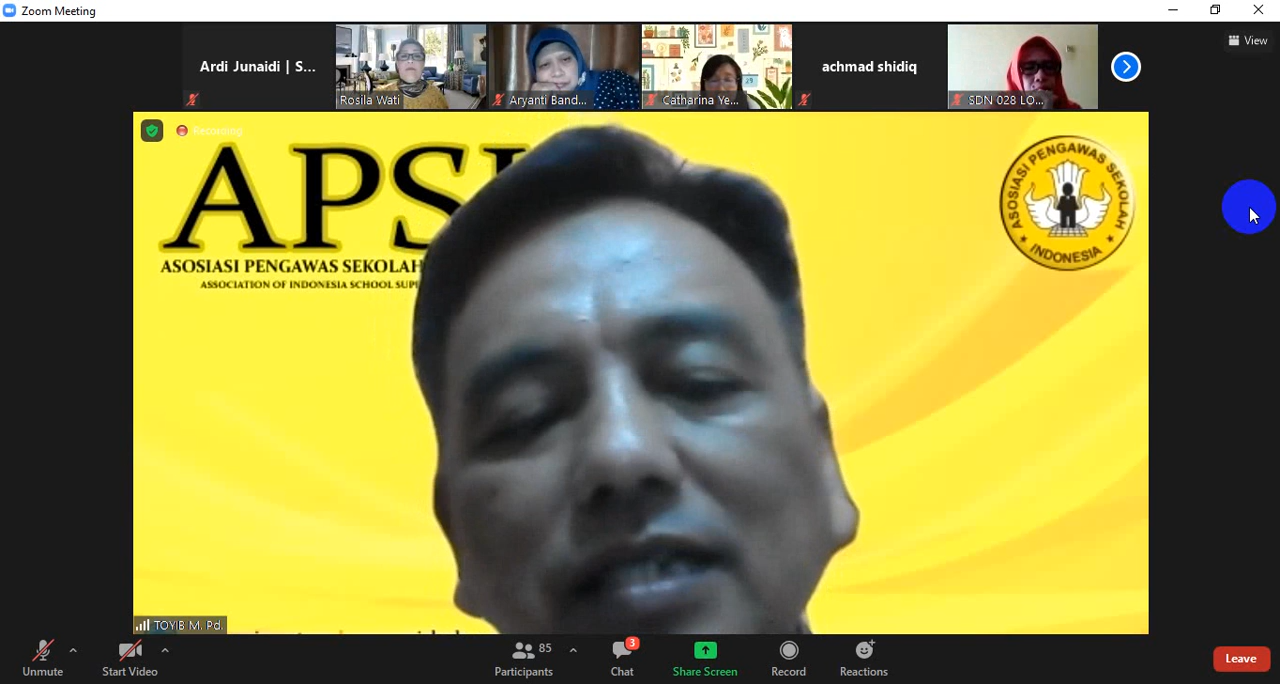 Zoom Meeting
View
Ardi Junaidi | S...
Rosila Wati
Aryanti Band...
Catharina Ye...
achmad shidiq
SDN 028 LO...
Recording
ASOSIASI PENGAWAS SEKOLAH
ASSOCIATION OF INDONESIA SCHOOL
ASOSIASI PENGAWAS SEKOLAH
INDONESIA
TOYIB M. Pd.
Unmute
Start Video
Participants
85
Chat
3
Share Screen
Record
Reactions
Leave